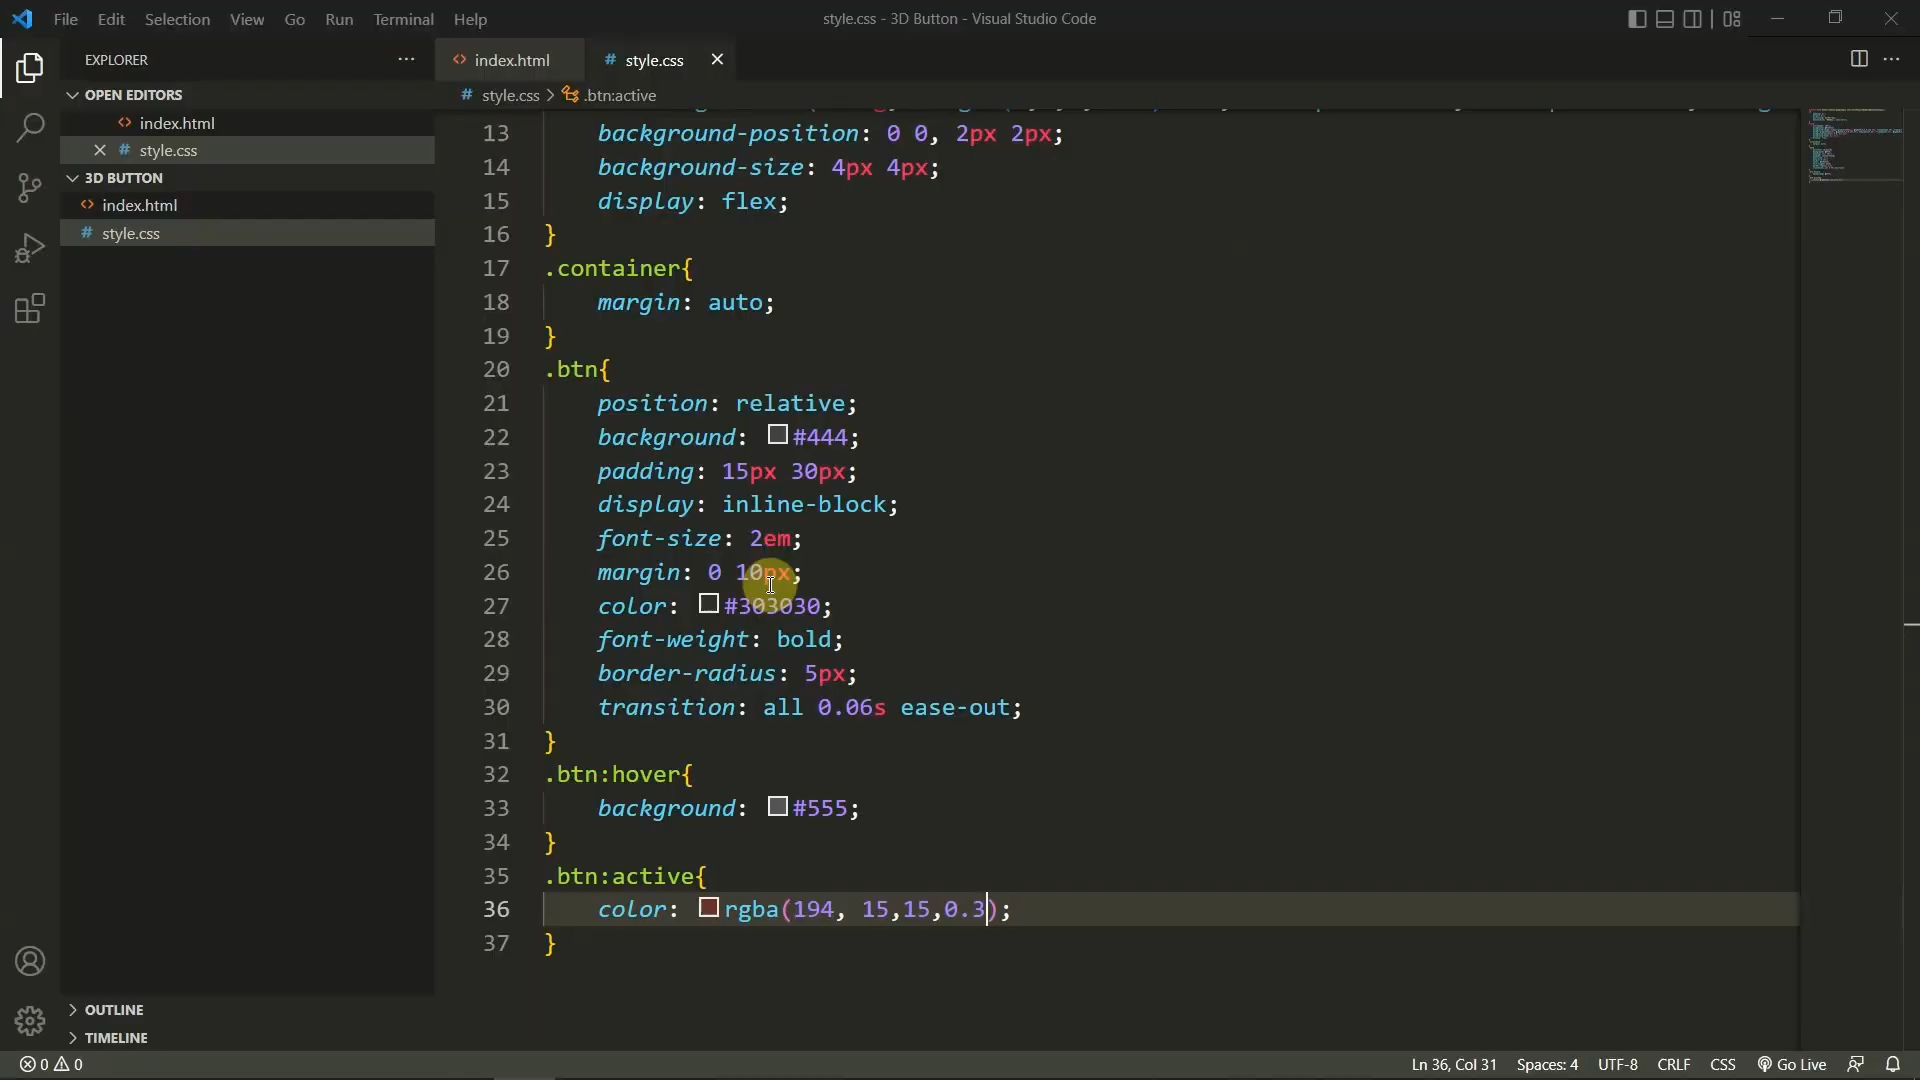 File Edit Selection View Go Run Terminal Help
style.css - 3D Button - Visual Studio Code
EXPLORER
OPEN EDITORS
index.html
style.css
3D BUTTON
index.html
style.css
OUTLINE
TIMELINE
index.html
style.css
style.css > .btn:active
13 background-position: 0 0, 2px 2px;
14 background-size: 4px 4px;
15 display: flex;
16 }
17 .container{
18 margin: auto;
19 }
20 .btn{
21 position: relative;
22 background: #444;
23 padding: 15px 30px;
24 display: inline-block;
25 font-size: 2em;
26 margin: 0 10px;
27 color: #303030;
28 font-weight: bold;
29 border-radius: 5px;
30 transition: all 0.06s ease-out;
31 }
32 .btn:hover{
33 background: #555;
34 }
35 .btn:active{
36 color: rgba(194, 15,15,0.3);
37 }
0 0 Ln 36, Col 31 Spaces: 4 UTF-8 CRLF CSS Go Live